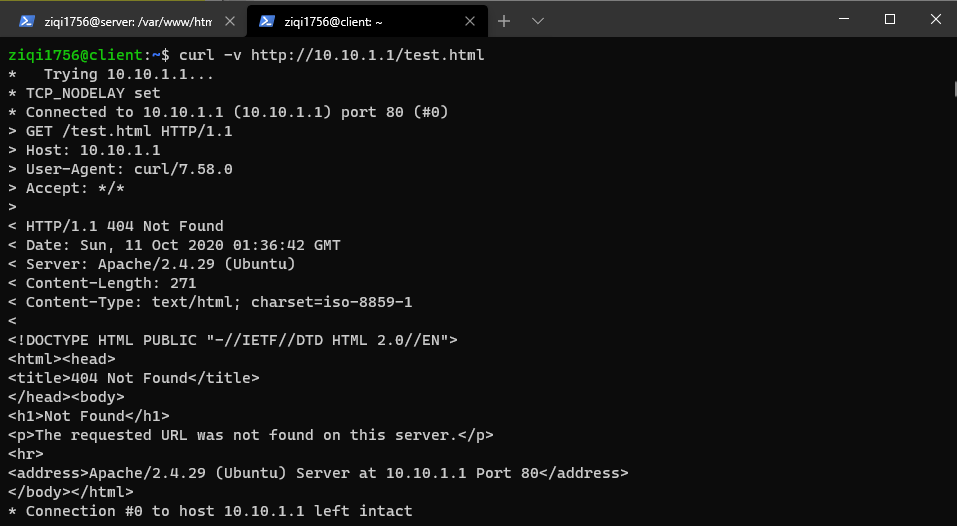 ziqi1756@server: /var/www/htm
ziqi1756@client: ~
ziqi1756@client:~$ curl -v http://10.10.1.1/test.html
*   Trying 10.10.1.1...
* TCP_NODELAY set
* Connected to 10.10.1.1 (10.10.1.1) port 80 (#0)
> GET /test.html HTTP/1.1
> Host: 10.10.1.1
> User-Agent: curl/7.58.0
> Accept: */*
>
< HTTP/1.1 404 Not Found
< Date: Sun, 11 Oct 2020 01:36:42 GMT
< Server: Apache/2.4.29 (Ubuntu)
< Content-Length: 271
< Content-Type: text/html; charset=iso-8859-1
<
<!DOCTYPE HTML PUBLIC "-//IETF//DTD HTML 2.0//EN">
<html><head>
<title>404 Not Found</title>
</head><body>
<h1>Not Found</h1>
<p>The requested URL was not found on this server.</p>
<hr>
<address>Apache/2.4.29 (Ubuntu) Server at 10.10.1.1 Port 80</address>
</body></html>
* Connection #0 to host 10.10.1.1 left intact